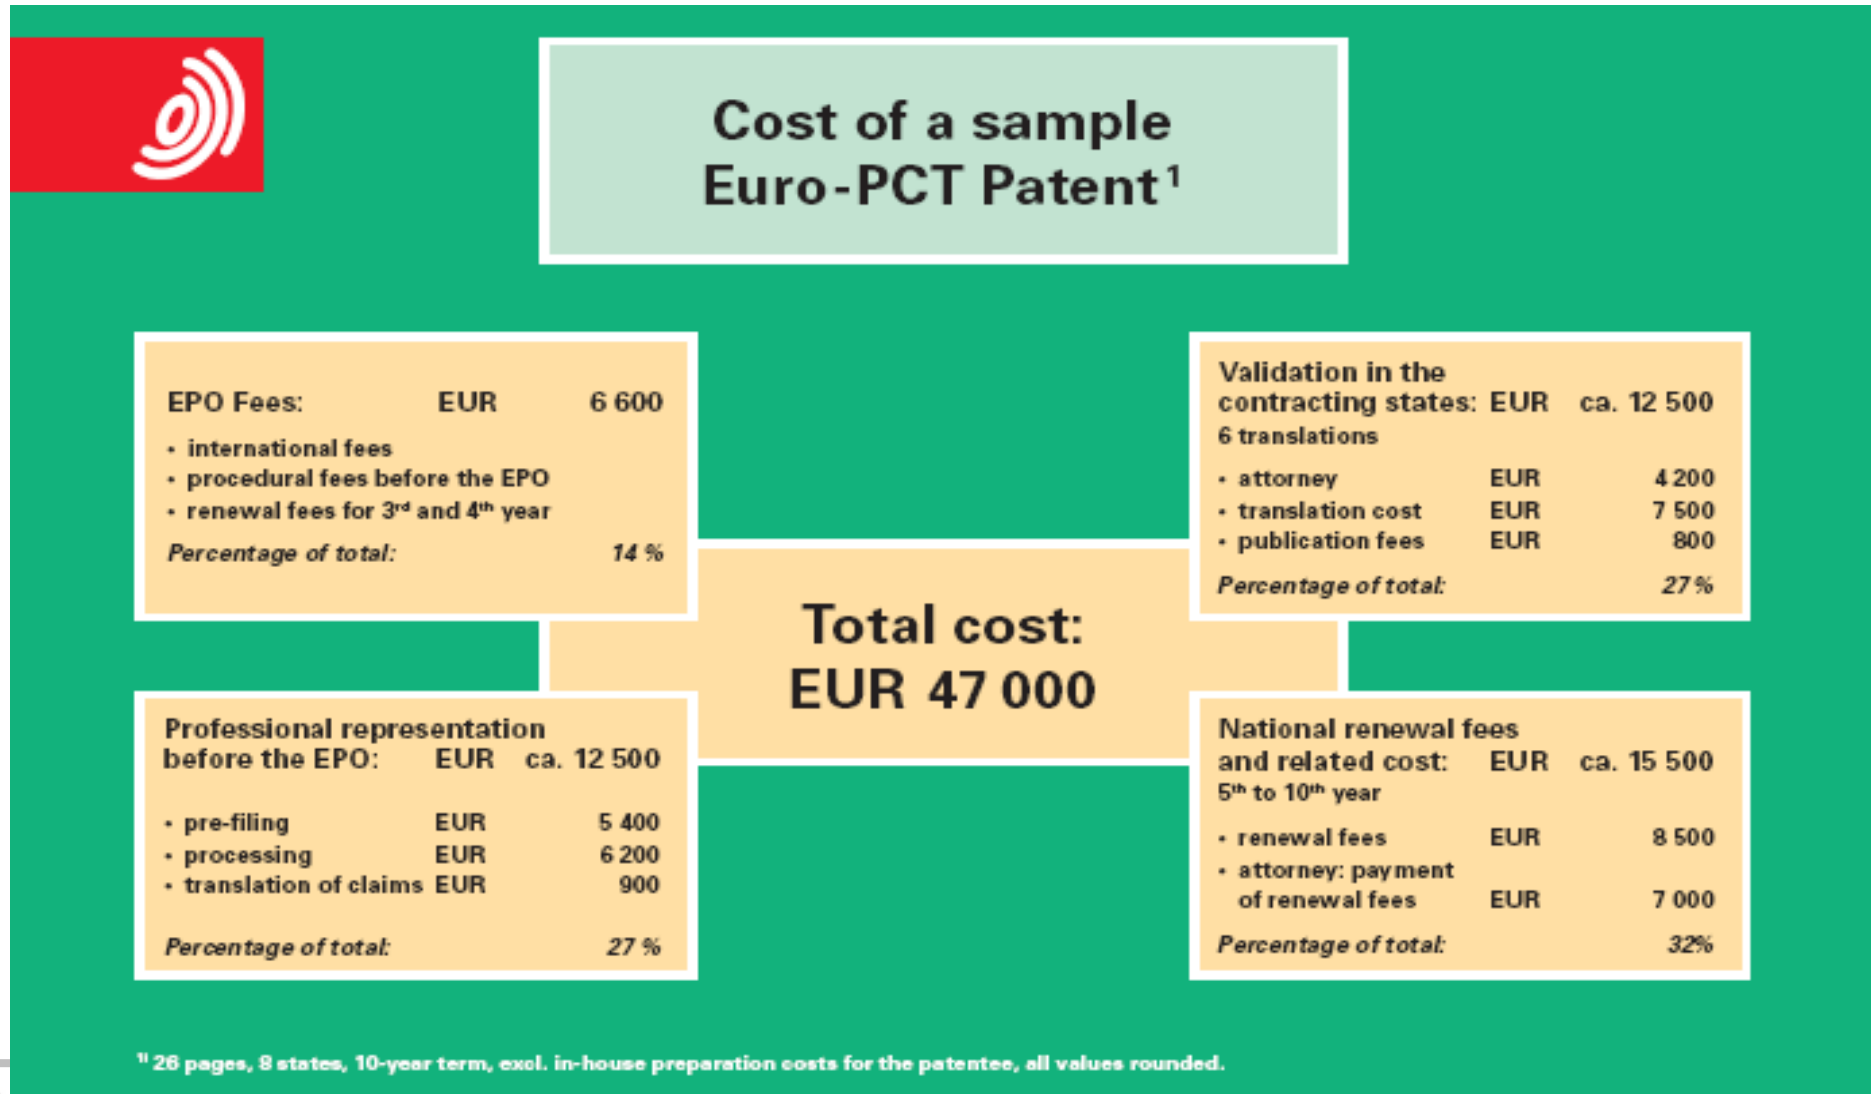 Cost of a sample
Euro-PCT Patent¹
EPO Fees: EUR 6 600
• international fees
• procedural fees before the EPO
• renewal fees for 3rd and 4th year
Percentage of total: 14 %
Validation in the
contracting states: EUR ca. 12 500
6 translations
• attorney EUR 4 200
• translation cost EUR 7 500
• publication fees EUR 800
Percentage of total: 27%
Total cost:
EUR 47 000
Professional representation
before the EPO: EUR ca. 12 500
• pre-filing EUR 5 400
• processing EUR 6 200
• translation of claims EUR 900
Percentage of total: 27 %
National renewal fees
and related cost: EUR ca. 15 500
5th to 10th year
• renewal fees EUR 8 500
• attorney: payment
of renewal fees EUR 7 000
Percentage of total: 32%
¹⁾ 26 pages, 8 states, 10-year term, excl. in-house preparation costs for the patentee, all values rounded.